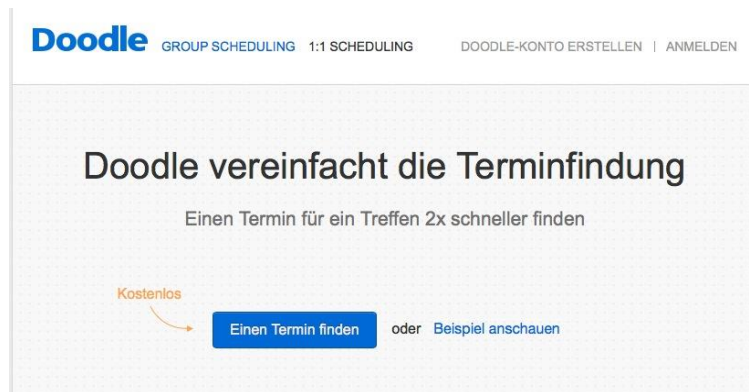 Doodle GROUP SCHEDULING 1:1 SCHEDULING DOODLE-KONTO ERSTELLEN | ANMELDEN
Doodle vereinfacht die Terminfindung
Einen Termin für ein Treffen 2x schneller finden
Kostenlos
Einen Termin finden oder Beispiel anschauen